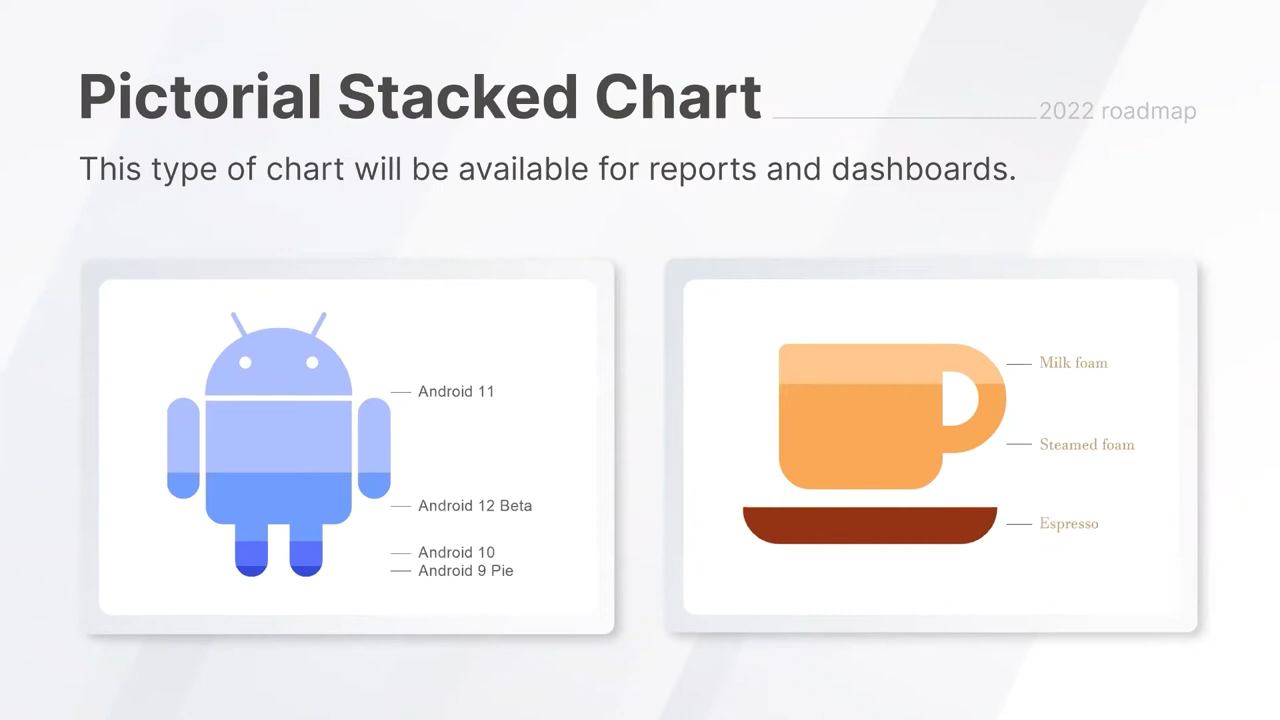 Pictorial Stacked Chart
2022 roadmap
This type of chart will be available for reports and dashboards.
Android 11
Android 12 Beta
Android 10
Android 9 Pie
Milk foam
Steamed foam
Espresso